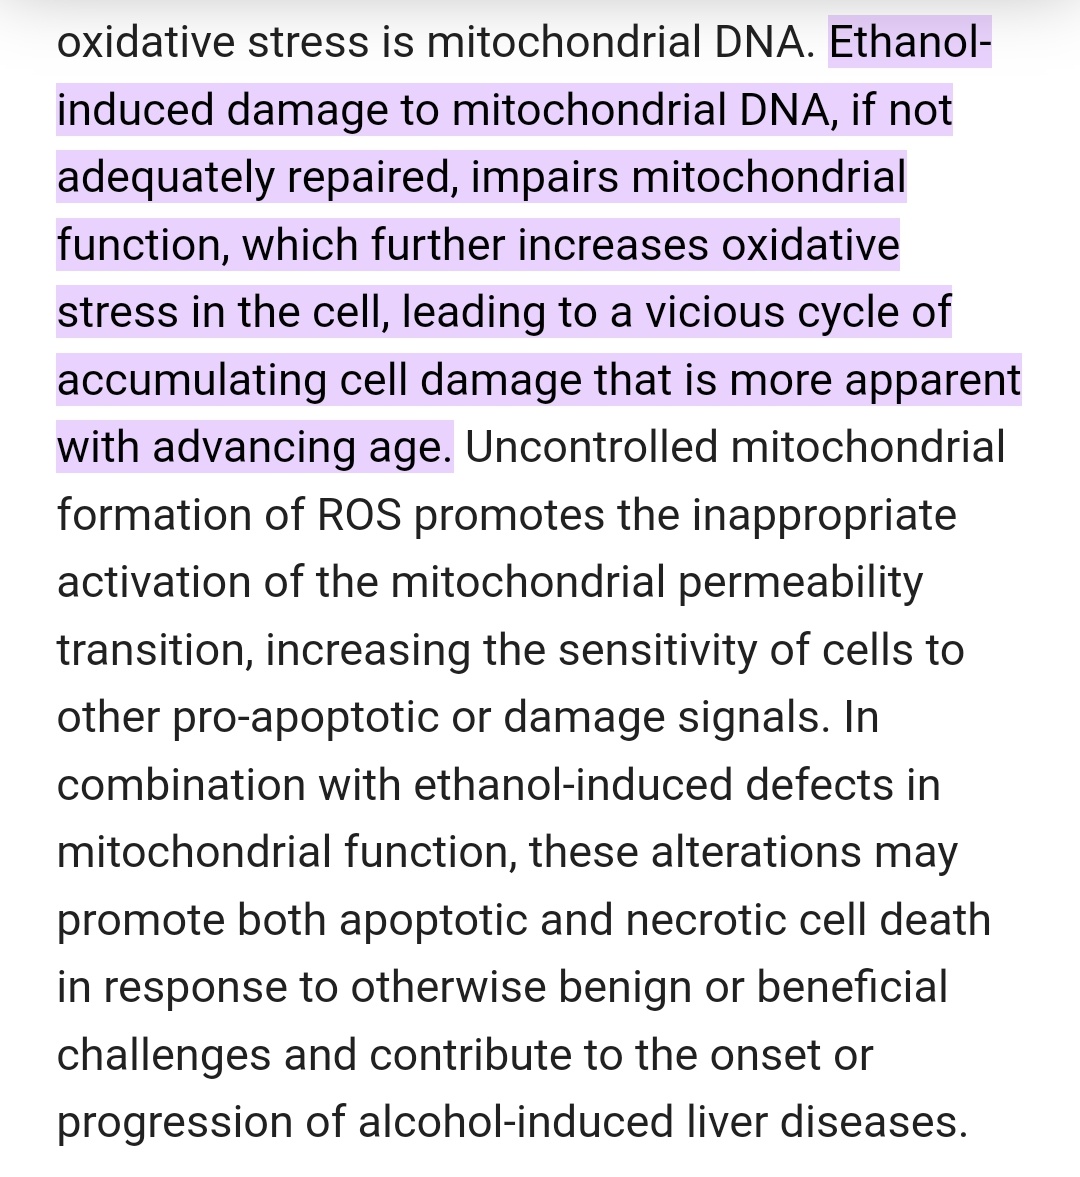 oxidative stress is mitochondrial DNA. Ethanol-
induced damage to mitochondrial DNA, if not
adequately repaired, impairs mitochondrial
function, which further increases oxidative
stress in the cell, leading to a vicious cycle of
accumulating cell damage that is more apparent
with advancing age. Uncontrolled mitochondrial
formation of ROS promotes the inappropriate
activation of the mitochondrial permeability
transition, increasing the sensitivity of cells to
other pro-apoptotic or damage signals. In
combination with ethanol-induced defects in
mitochondrial function, these alterations may
promote both apoptotic and necrotic cell death
in response to otherwise benign or beneficial
challenges and contribute to the onset or
progression of alcohol-induced liver diseases.